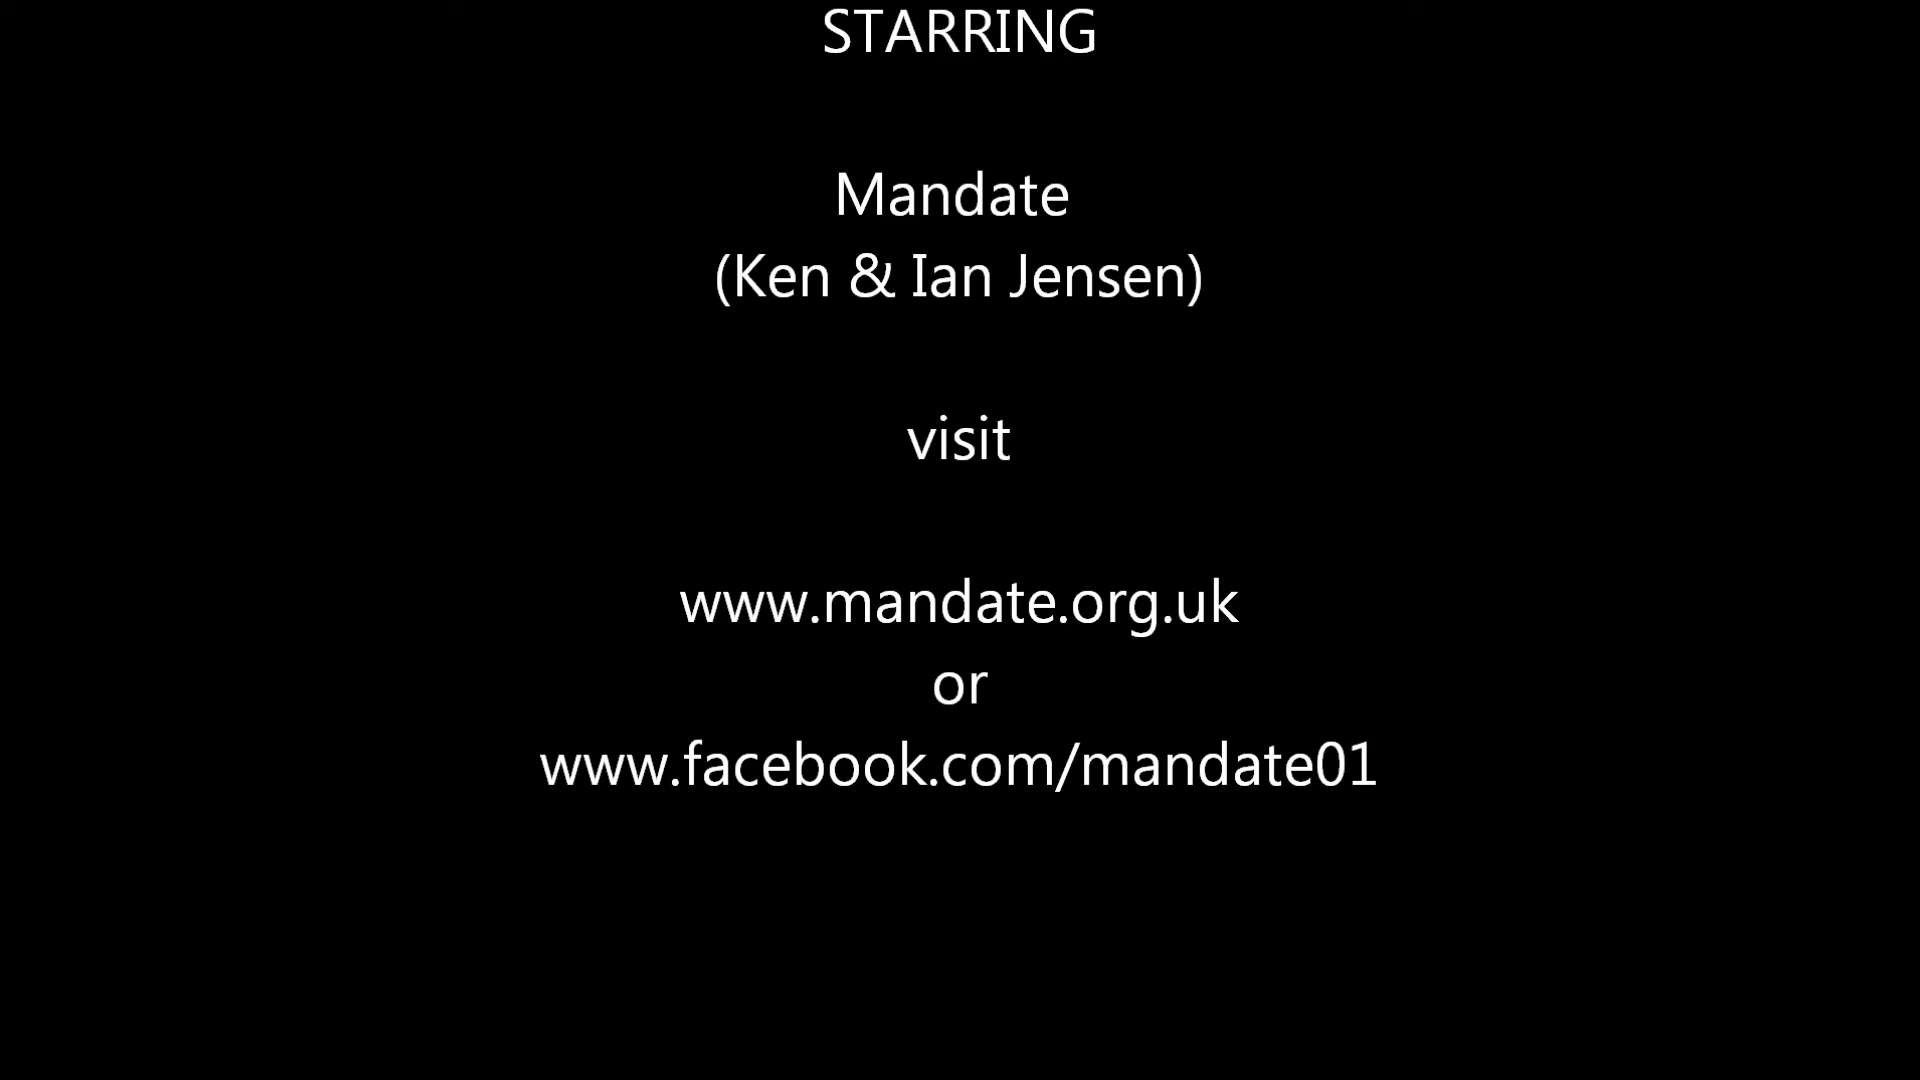 STARRING
Mandate
(Ken & Ian Jensen)
visit
www.mandate.org.uk
or
www.facebook.com/mandate01